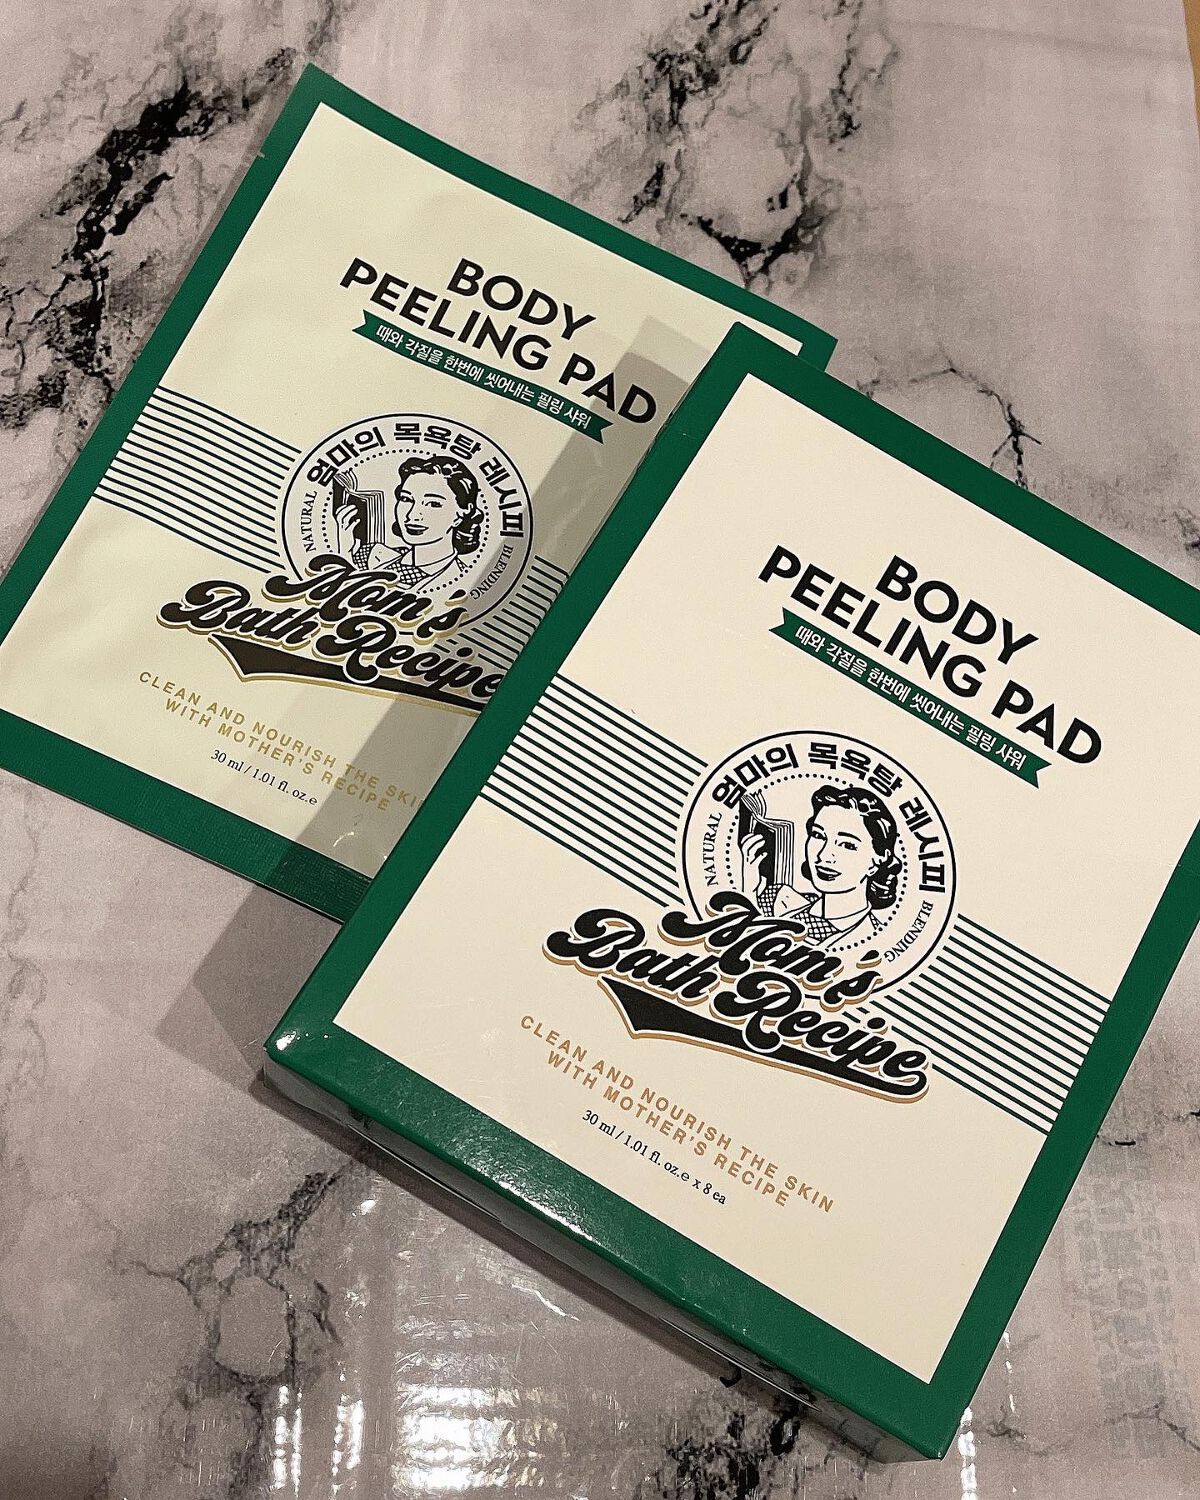 BODY
PEELING PAD
때와 각질을 한번에 씻어내는 필링 샤워
엄마의 목욕탕 레시피
NATURAL
BLENDING
Mom's
Bath Recipe
CLEAN AND NOURISH THE SKIN
WITH MOTHER'S RECIPE
30 ml / 1.01 fl. oz.e
BODY
PEELING PAD
때와 각질을 한번에 씻어내는 필링 샤워
엄마의 목욕탕 레시피
NATURAL
BLENDING
Mom's
Bath Recipe
CLEAN AND NOURISH THE SKIN
WITH MOTHER'S RECIPE
30 ml / 1.01 fl. oz.e x 8 ea